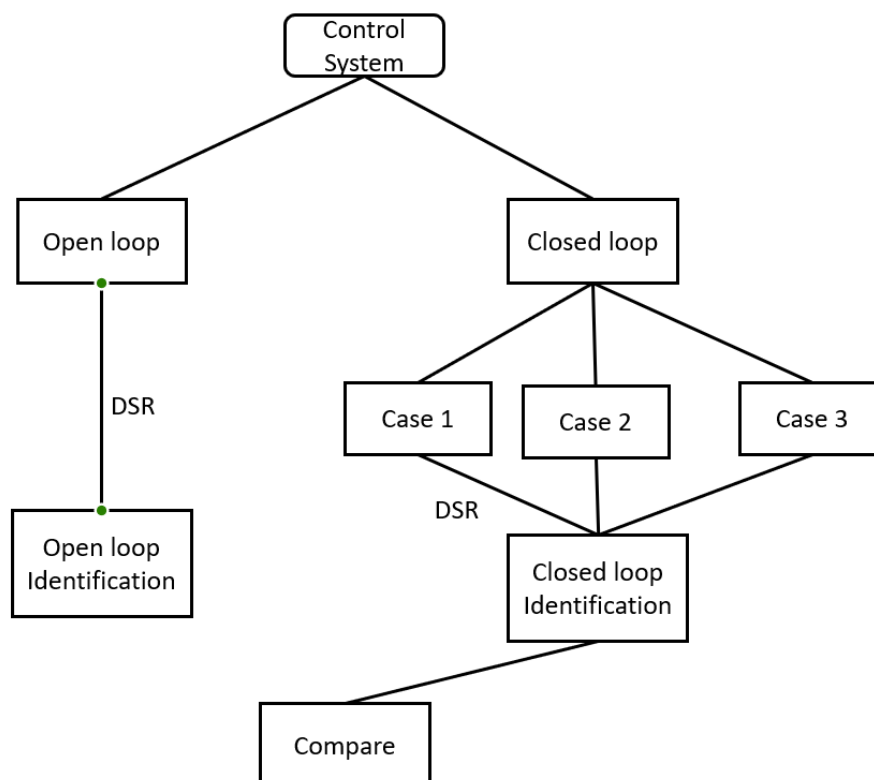 Control
System
Open loop
Closed loop
DSR
Case 1
Case 2
Case 3
DSR
Open loop
Identification
Closed loop
Identification
Compare